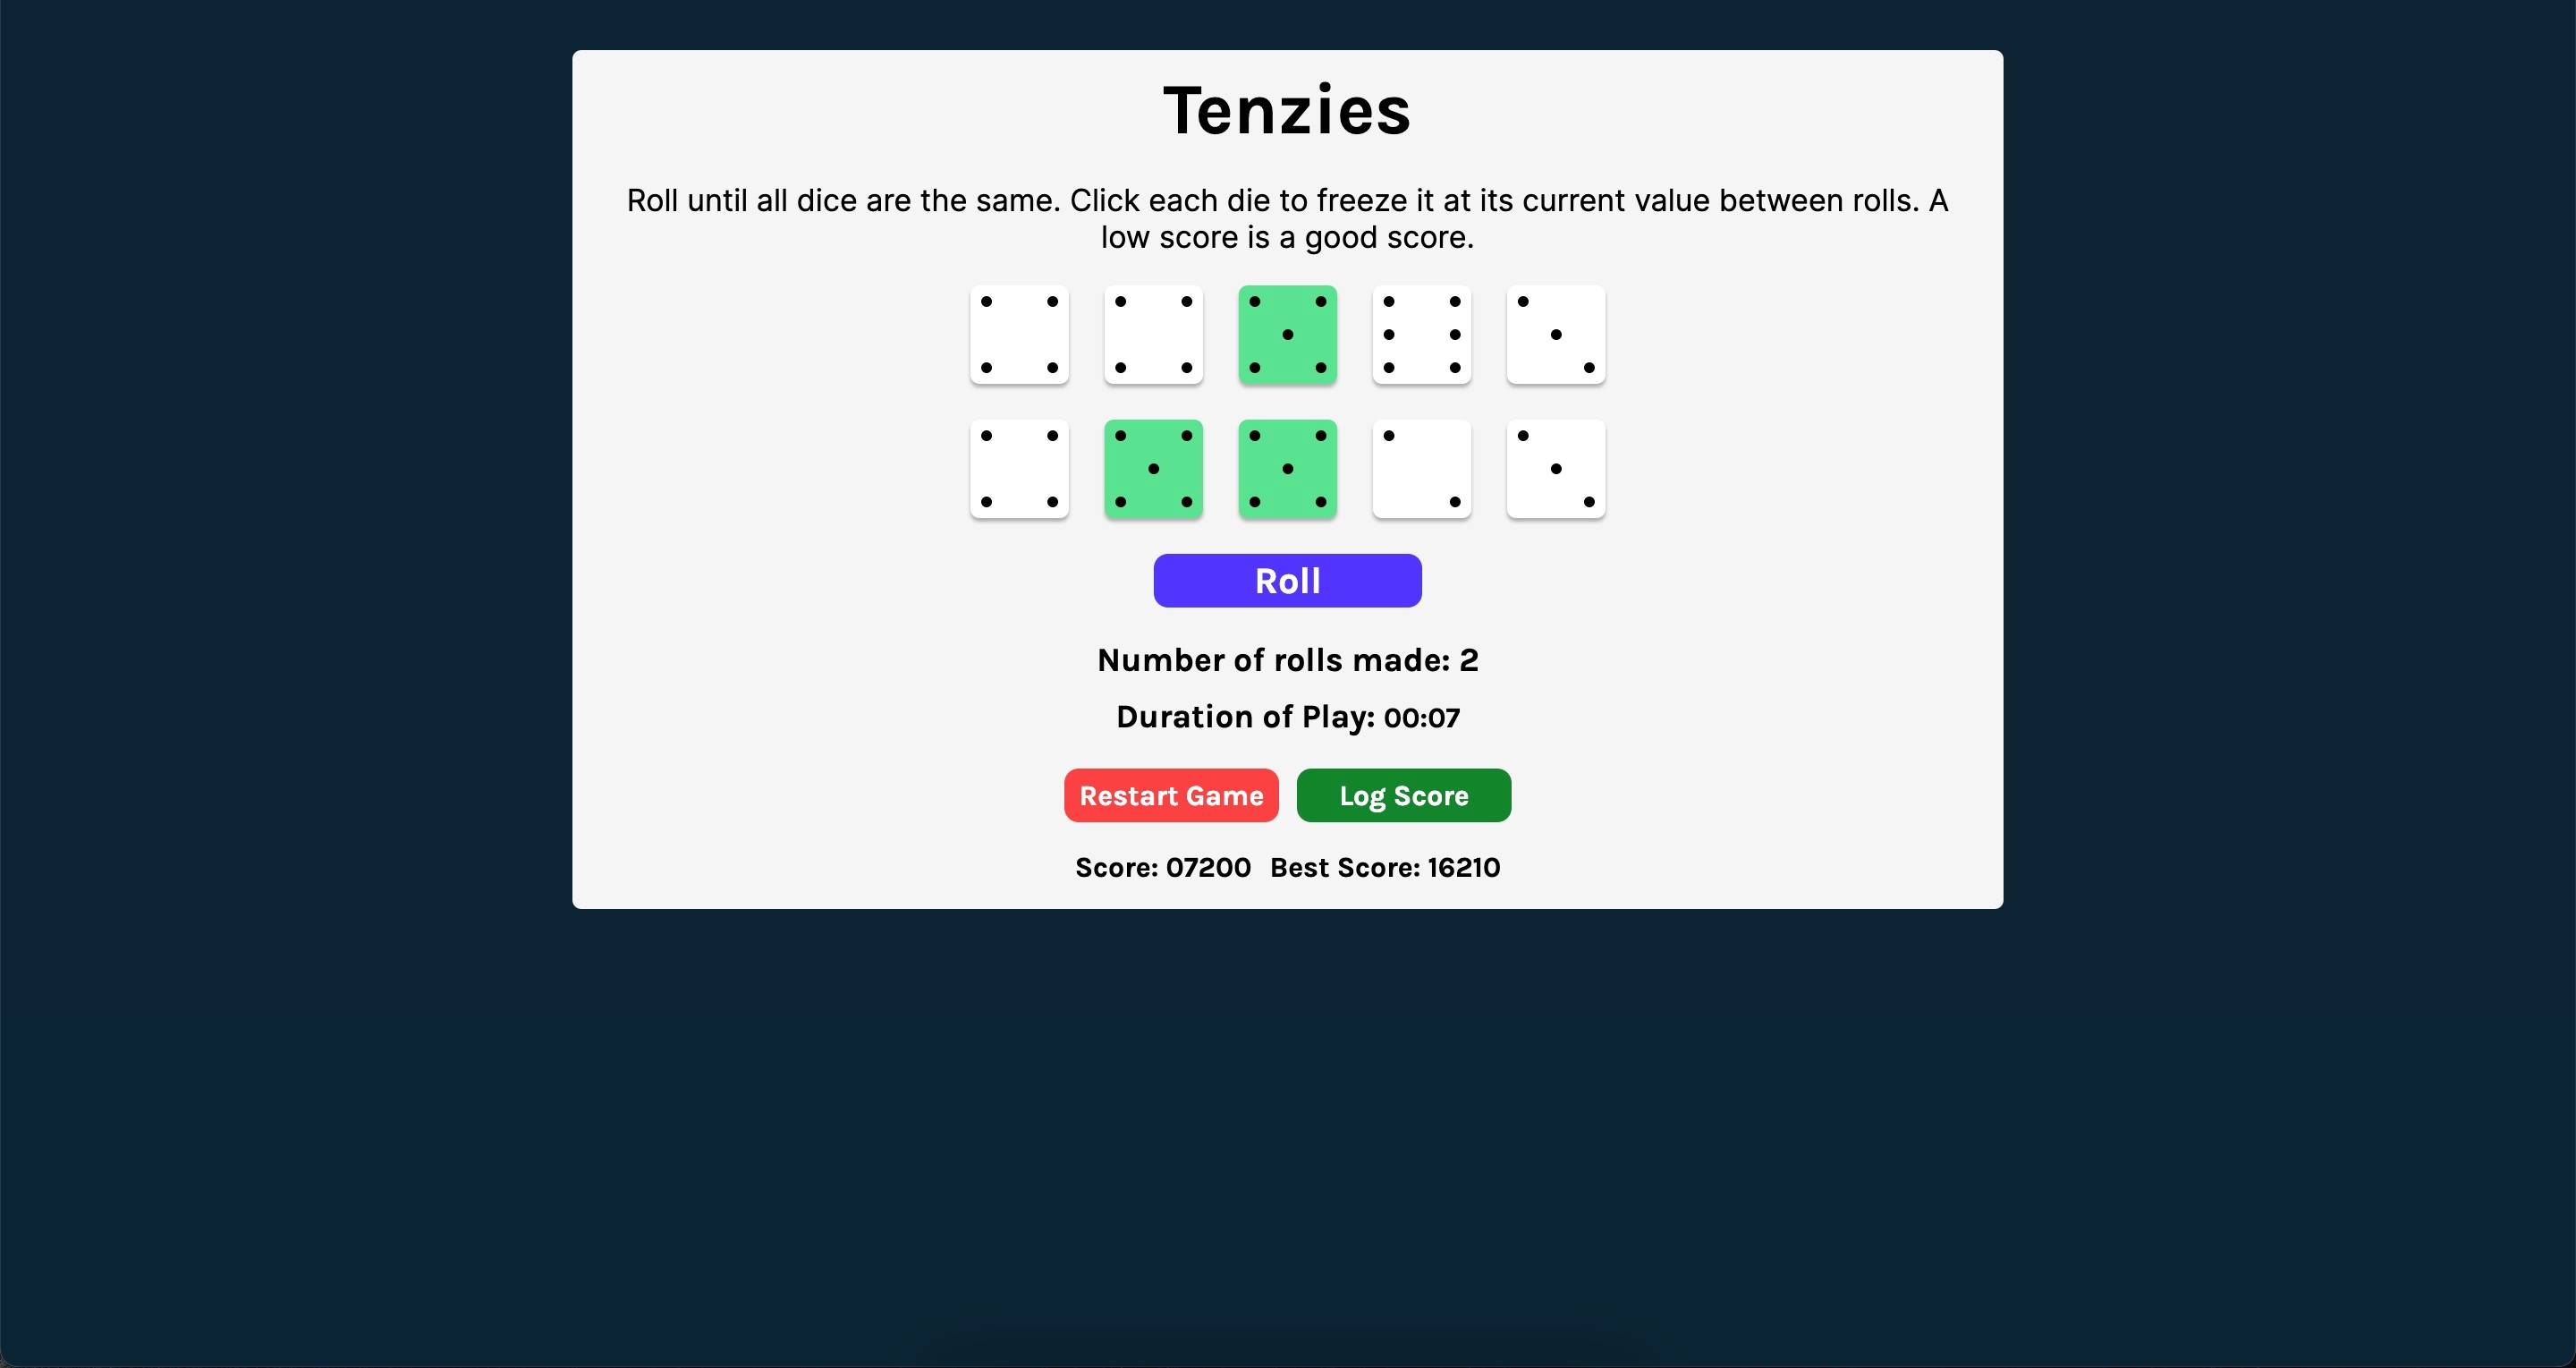 Tenzies
Roll until all dice are the same. Click each die to freeze it at its current value between rolls. A
low score is a good score.
Roll
Number of rolls made: 2
Duration of Play: 00:07
Restart Game Log Score
Score: 07200 Best Score: 16210